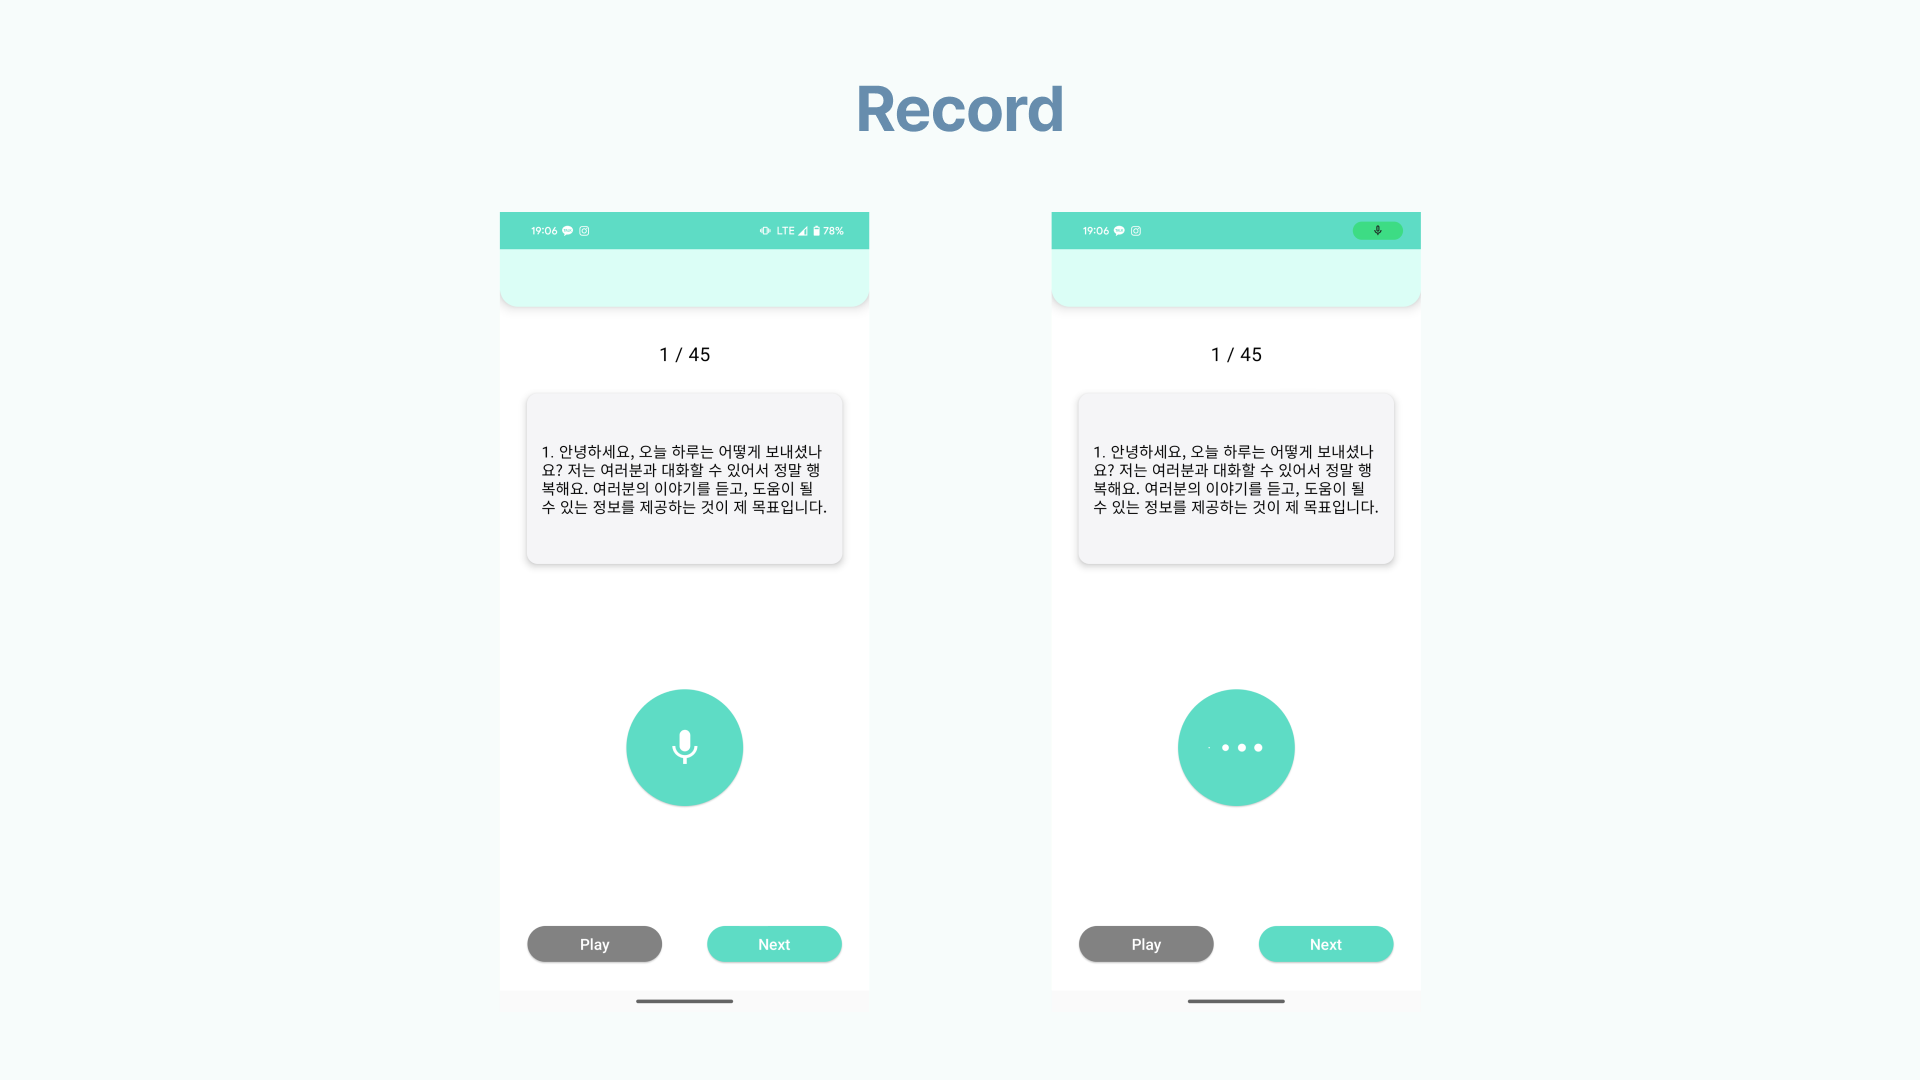 Record
19:06
LTE 78%
1 / 45
1. 안녕하세요, 오늘 하루는 어떻게 보내셨나
요? 저는 여러분과 대화할 수 있어서 정말 행
복해요. 여러분의 이야기를 듣고, 도움이 될
수 있는 정보를 제공하는 것이 제 목표입니다.
Play
Next
19:06
1 / 45
1. 안녕하세요, 오늘 하루는 어떻게 보내셨나
요? 저는 여러분과 대화할 수 있어서 정말 행
복해요. 여러분의 이야기를 듣고, 도움이 될
수 있는 정보를 제공하는 것이 제 목표입니다.
Play
Next